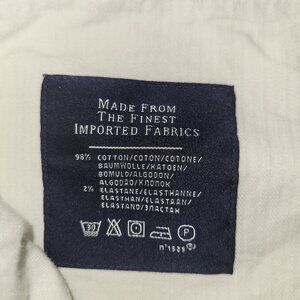 MADE FROM
THE FINEST
IMPORTED FABRICS
98% COTTON/COTON/COTONE/
BAUMWOLLE/KATOEN/
BOMULD/ALGODON/
ALGODÃO/ХЛОПОК
2% ELASTANE/ELASTHANNE/
ELASTHAN/ELASTAAN/
ELASTANO/ЭЛАСТАН
30 P